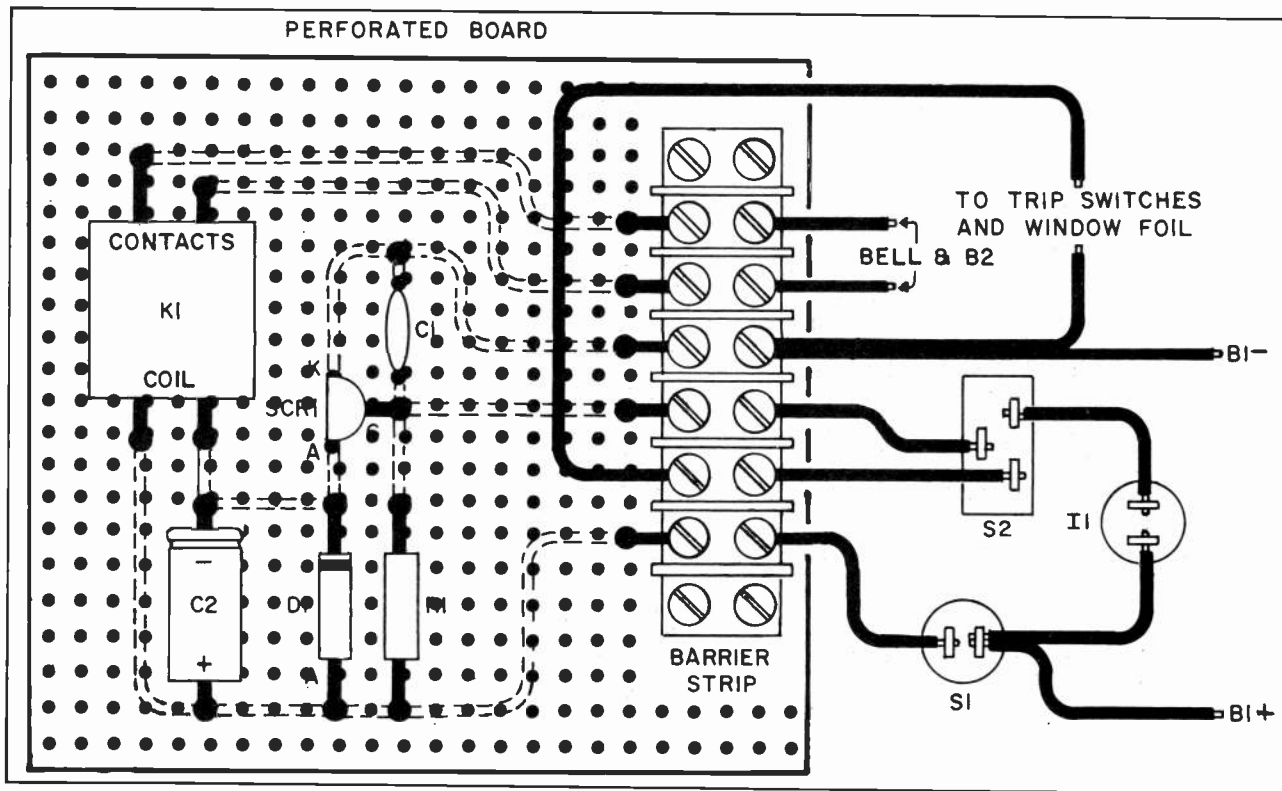 PERFORATED BOARD
TO TRIP SWITCHES
AND WINDOW FOIL
CONTACTS
BELL & B2
K1
C1
B1-
COIL
K
SCR1
G
A
S2
I1
-
C2
D1
R1
+
A
BARRIER
STRIP
S1
B1+